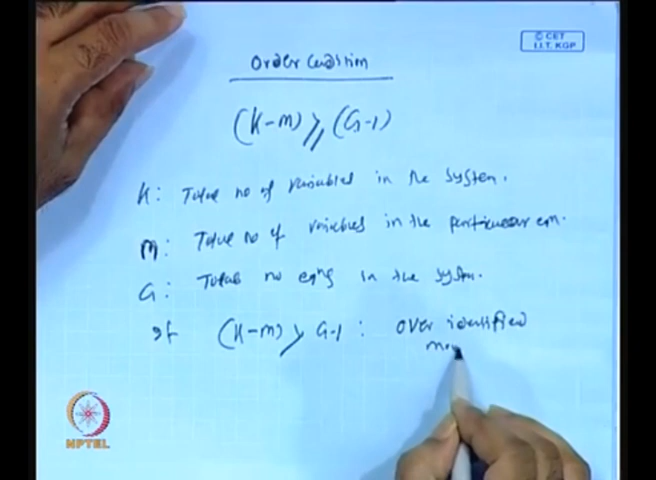 © CET
I.I.T. KGP
Order condition
(K-m) ≥ (G-1)
K: Total no of variables in the system.
M: Total no of variables in the particular eqn.
G: Total no eqns in the system.
If (K-m) > G-1 : over identified
mo
NPTEL